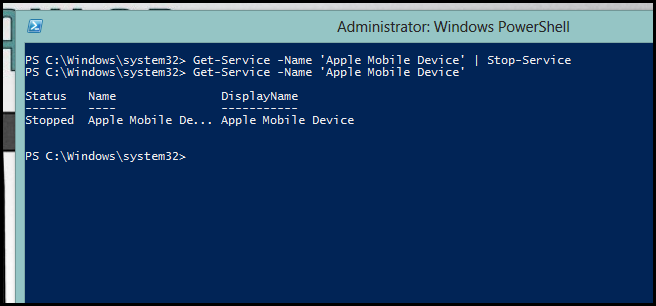 Administrator: Windows PowerShell
PS C:\Windows\system32> Get-Service -Name 'Apple Mobile Device' | Stop-Service
PS C:\Windows\system32> Get-Service -Name 'Apple Mobile Device'
Status   Name               DisplayName
------   ----               -----------
Stopped  Apple Mobile De... Apple Mobile Device
PS C:\Windows\system32>